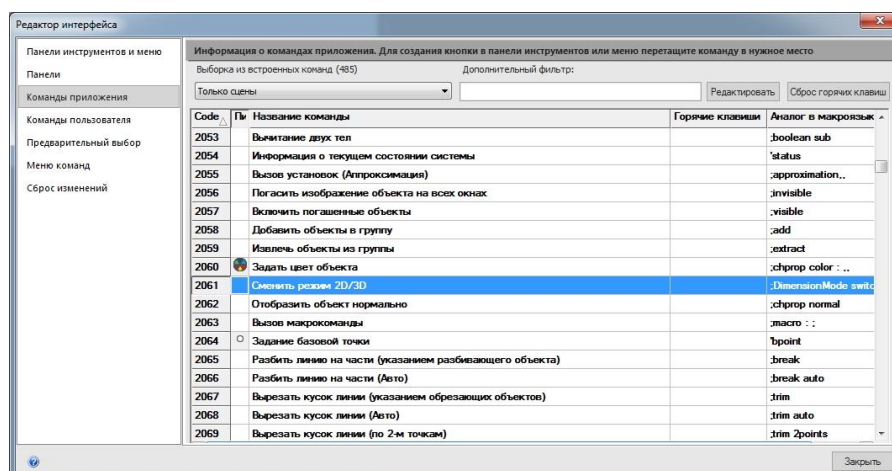 Редактор интерфейса
Панели инструментов и меню
Панели
Команды приложения
Команды пользователя
Предварительный выбор
Меню команд
Сброс изменений
Информация о командах приложения. Для создания кнопки в панели инструментов или меню перетащите команду в нужное место
Выборка из встроенных команд (485) Дополнительный фильтр:
Только сцены Редактировать Сброс горячих клавиш
Code Пи Название команды Горячие клавиши Аналог в макроязык
2053 Вычитание двух тел ;boolean sub
2054 Информация о текущем состоянии системы 'status
2055 Вызов установок (Аппроксимация) ;approximation,,
2056 Погасить изображение объекта на всех окнах ;invisible
2057 Включить погашенные объекты ;visible
2058 Добавить объекты в группу ;add
2059 Извлечь объекты из группы ;extract
2060 Задать цвет объекта ;chprop color : ,,
2061 Сменить режим 2D/3D ;DimensionMode switc
2062 Отобразить объект нормально ;chprop normal
2063 Вызов макрокоманды ;macro : ;
2064 Задание базовой точки 'bpoint
2065 Разбить линию на части (указанием разбивающего объекта) ;break
2066 Разбить линию на части (Авто) ;break auto
2067 Вырезать кусок линии (указанием обрезающих объектов) ;trim
2068 Вырезать кусок линии (Авто) ;trim auto
2069 Вырезать кусок линии (по 2-м точкам) ;trim 2points
Закрыть